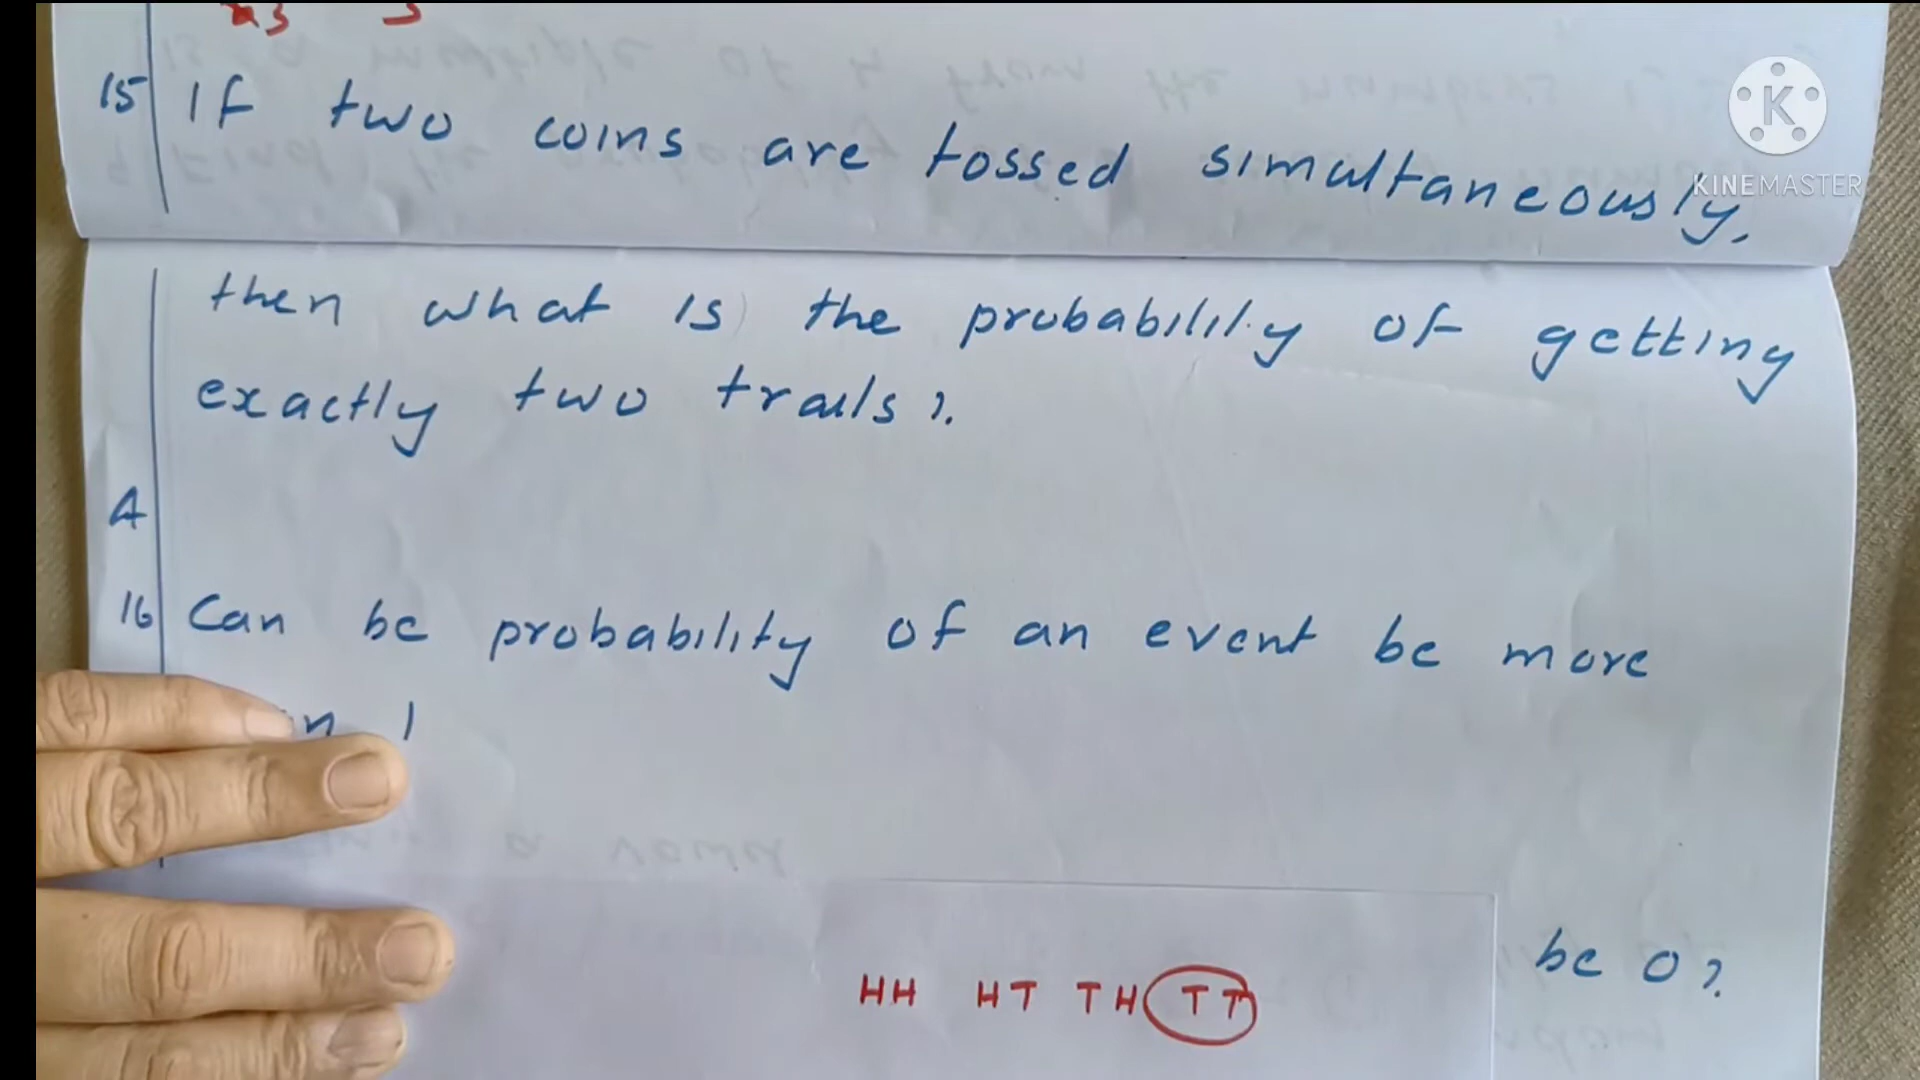 15 If two coins are tossed simultaneously,
K
KINEMASTER
then what is the probability of getting
exactly two trails?
A
16 Can be probability of an event be more
1
be 0?
HH HT TH TT